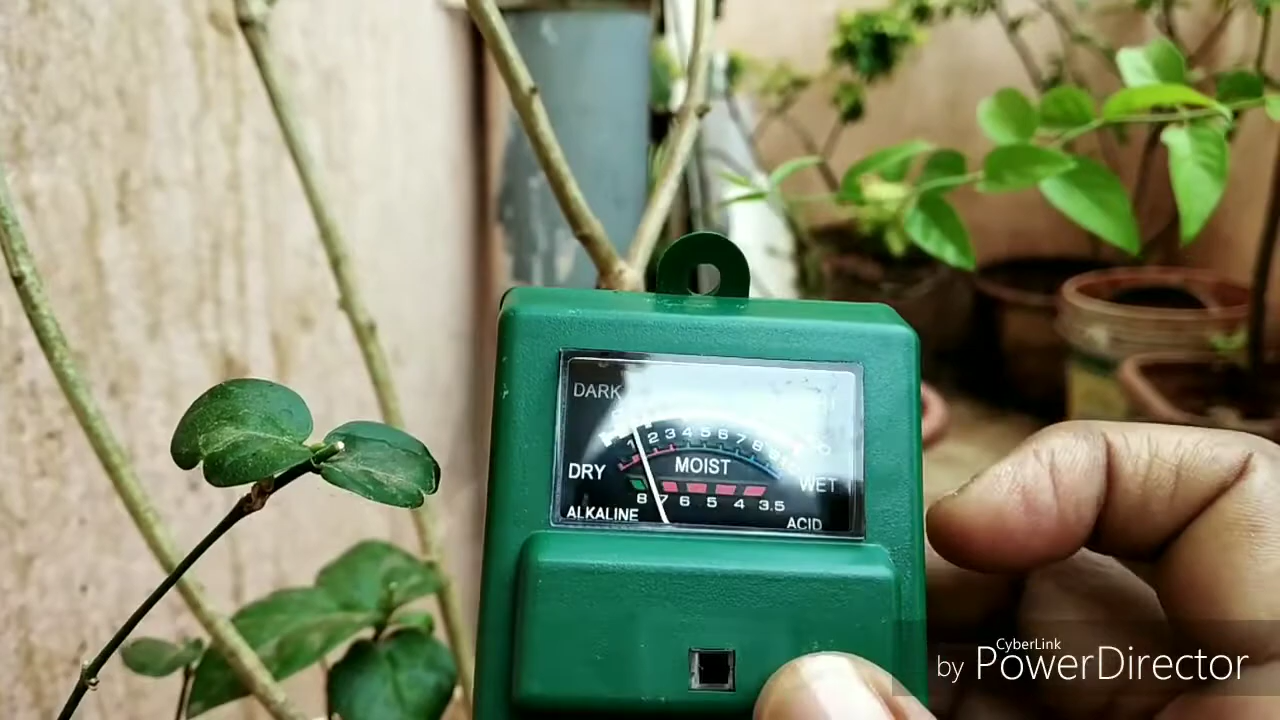 DARK
1 2 3 4 5 6 7 8
DRY MOIST WET
8 7 6 5 4 3.5
ALKALINE ACID
CyberLink
by PowerDirector